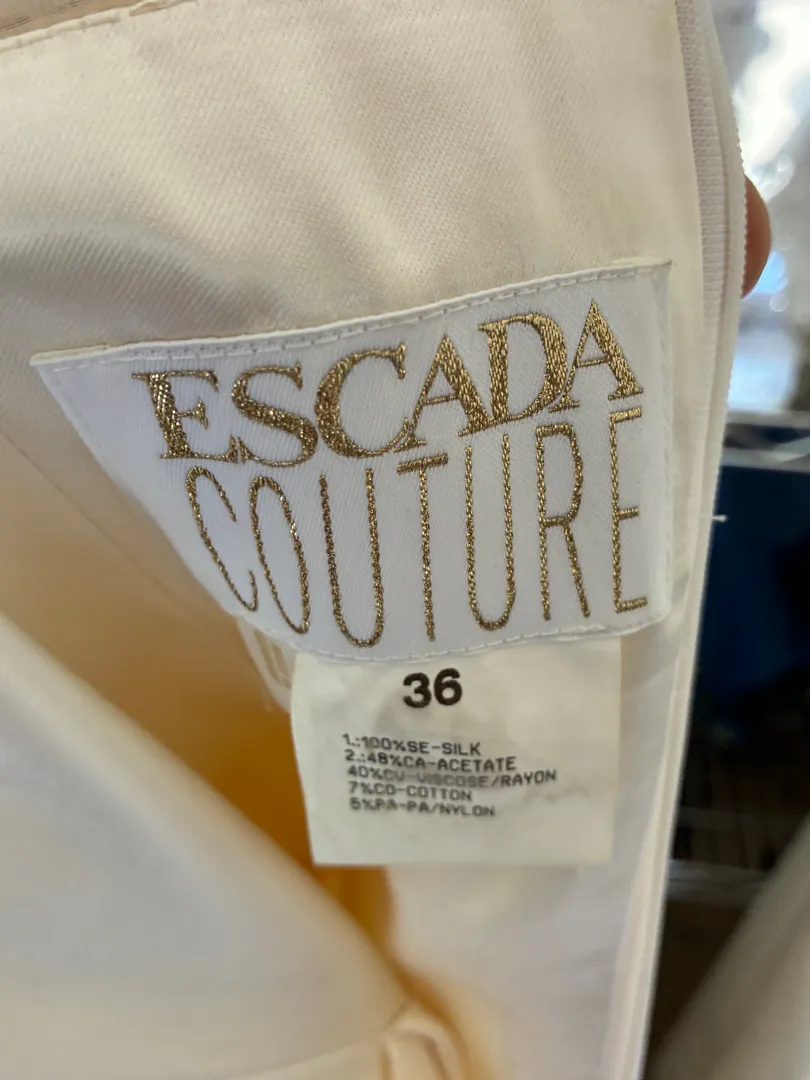 ESCADA
COUTURE
36
1.:100%SE-SILK
2.:48%CA-ACETATE
40%CV-VISCOSE/RAYON
7%CO-COTTON
5%PA-PA/NYLON